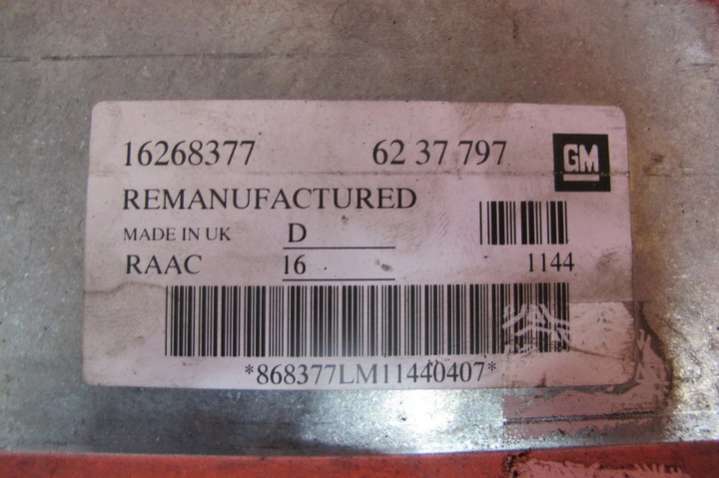 16268377 62 37 797 GM
REMANUFACTURED
MADE IN UK D
RAAC 16 1144
*868377LM11440407*